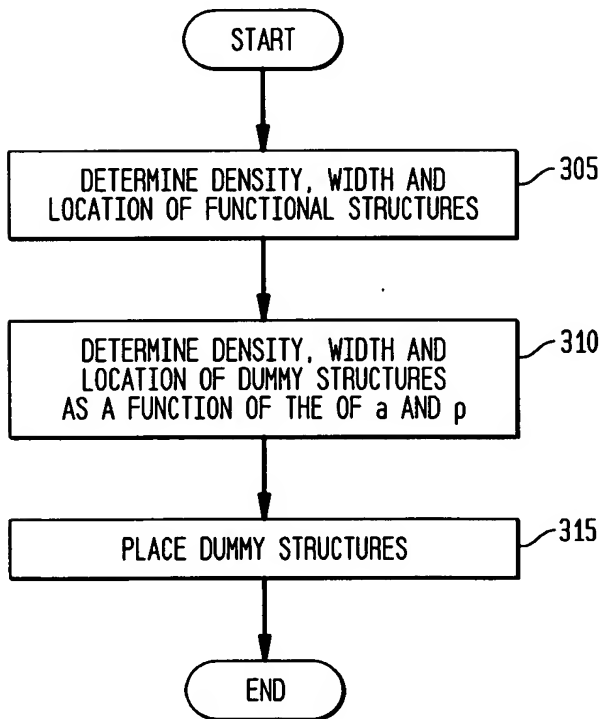 START
DETERMINE DENSITY, WIDTH AND
LOCATION OF FUNCTIONAL STRUCTURES
305
DETERMINE DENSITY, WIDTH AND
LOCATION OF DUMMY STRUCTURES
AS A FUNCTION OF THE OF a AND p
310
PLACE DUMMY STRUCTURES
315
END